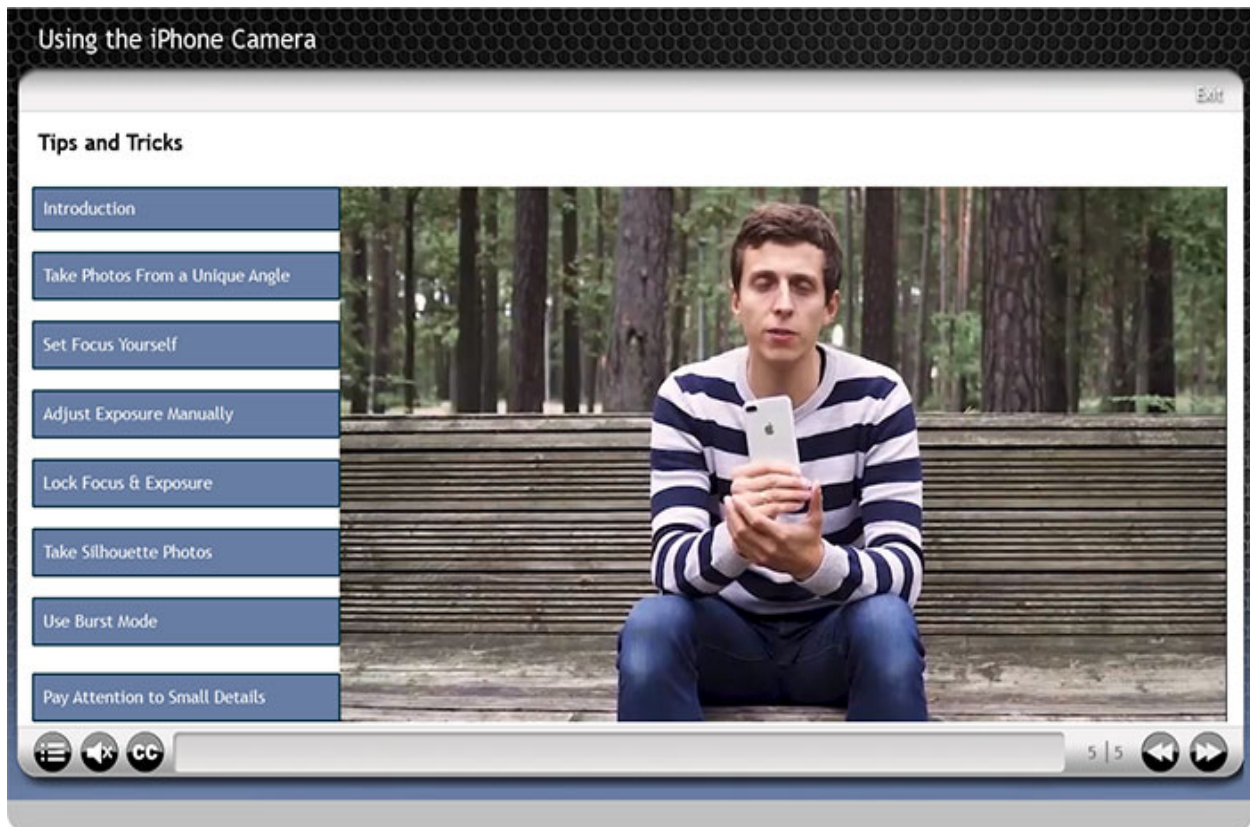 Using the iPhone Camera
Exit
Tips and Tricks
Introduction
Take Photos From a Unique Angle
Set Focus Yourself
Adjust Exposure Manually
Lock Focus & Exposure
Take Silhouette Photos
Use Burst Mode
Pay Attention to Small Details
CC
5 | 5